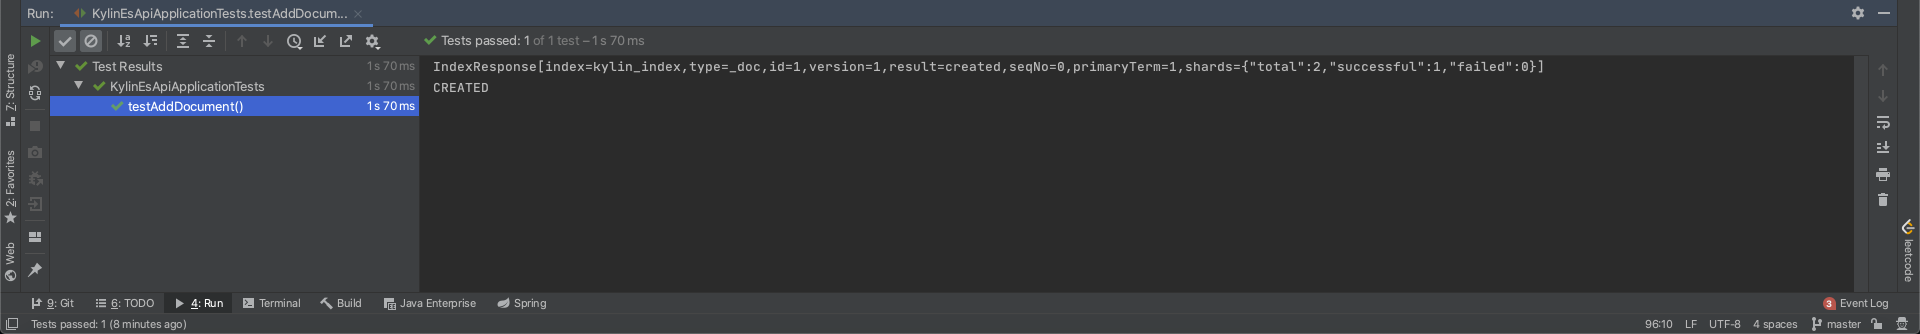 Run: KylinEsApiApplicationTests.testAddDocum...
Tests passed: 1 of 1 test – 1 s 70 ms
Test Results 1 s 70 ms
KylinEsApiApplicationTests 1 s 70 ms
testAddDocument() 1 s 70 ms
IndexResponse[index=kylin_index,type=_doc,id=1,version=1,result=created,seqNo=0,primaryTerm=1,shards={"total":2,"successful":1,"failed":0}]
CREATED
Z: Structure
2: Favorites
Web
leetcode
9: Git 6: TODO 4: Run Terminal Build Java Enterprise Spring 3 Event Log
Tests passed: 1 (8 minutes ago) 96:10 LF UTF-8 4 spaces master